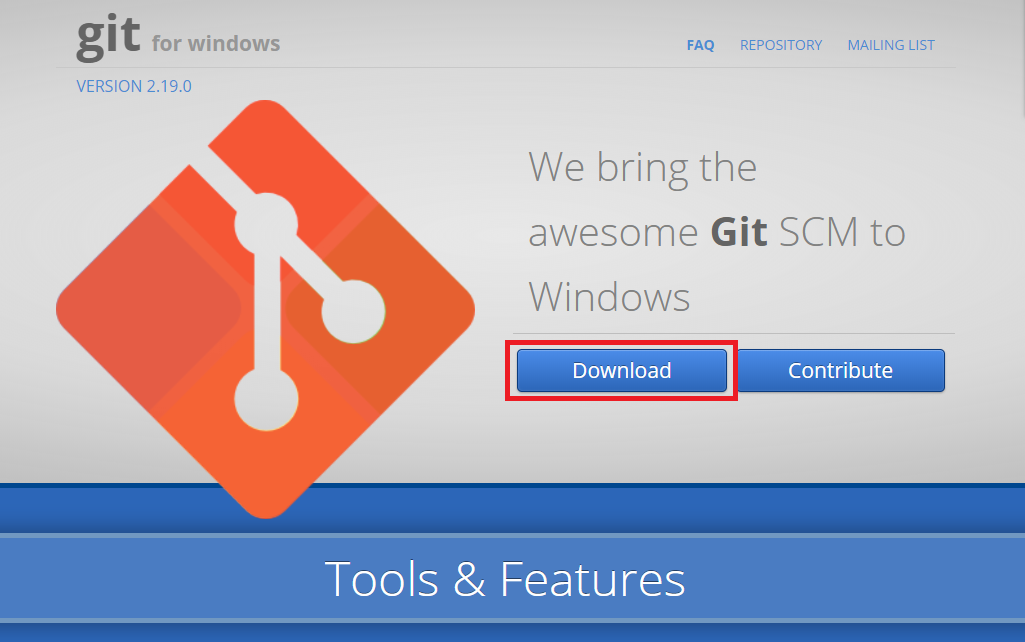 git for windows
FAQ REPOSITORY MAILING LIST
VERSION 2.19.0
We bring the
awesome Git SCM to
Windows
Download Contribute
Tools & Features